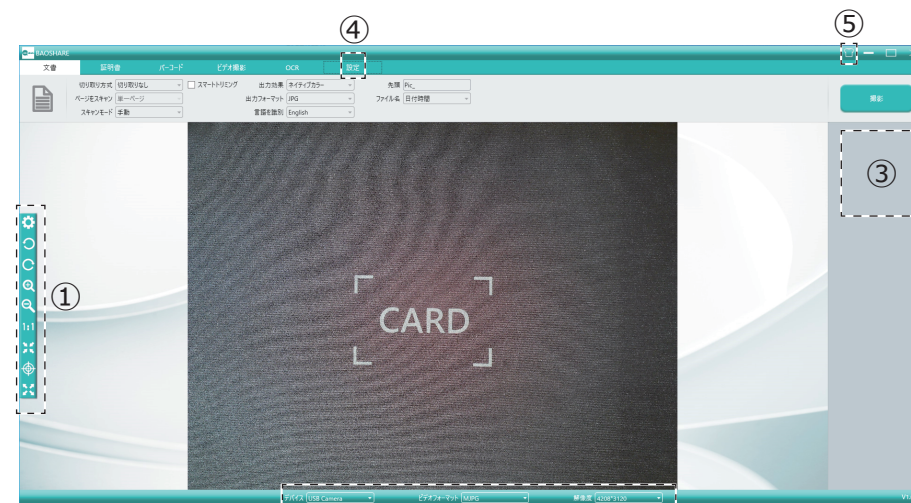 ④
⑤
BAOSHARE
文書 証明書 バーコード ビデオ撮影 OCR 設定
切り取り方式 切り取りなし スマートトリミング 出力効果 ネイティブカラー 先頭 Pic_
ページをスキャン 単一ページ 出力フォーマット JPG ファイル名 日付時間
スキャンモード 手動 言語を識別 English
撮影
③
①
1:1
CARD
デバイス USB Camera ビデオフォーマット MJPG 解像度 4208*3120